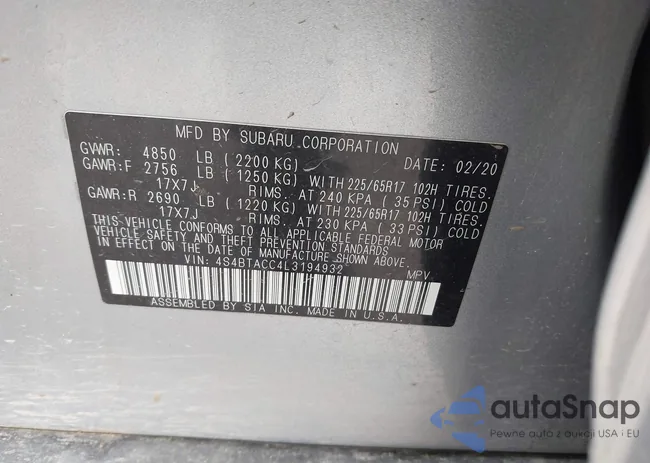 MFD BY SUBARU CORPORATION
GVWR: 4850 LB (2200 KG) DATE: 02/20
GAWR:F 2756 LB (1250 KG) WITH 225/65R17 102H TIRES.
17X7J RIMS. AT 240 KPA ( 35 PSI) COLD
GAWR:R 2690 LB (1220 KG) WITH 225/65R17 102H TIRES.
17X7J RIMS. AT 230 KPA ( 33 PSI) COLD
THIS VEHICLE CONFORMS TO ALL APPLICABLE FEDERAL MOTOR
VEHICLE SAFETY AND THEFT PREVENTION STANDARDS
IN EFFECT ON THE DATE OF MANUFACTURE SHOWN ABOVE.
VIN: 4S4BTACC4L3194932 MPV
ASSEMBLED BY SIA INC. MADE IN U.S.A.
autoSnap
Pewne auto z aukcji USA i EU